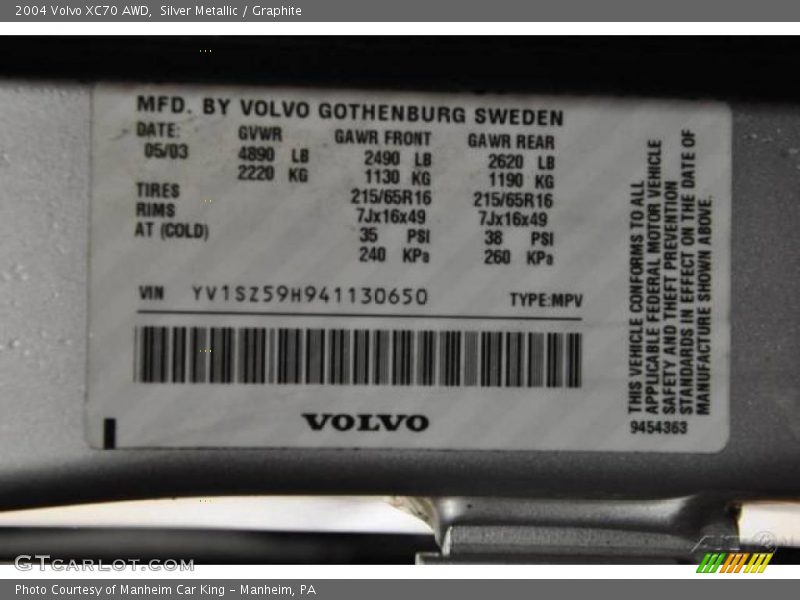 2004 Volvo XC70 AWD, Silver Metallic / Graphite
MFD. BY VOLVO GOTHENBURG SWEDEN
DATE: GVWR GAWR FRONT GAWR REAR
05/03 4890 LB 2490 LB 2620 LB
2220 KG 1130 KG 1190 KG
TIRES 215/65R16 215/65R16
RIMS 7Jx16x49 7Jx16x49
AT (COLD) 35 PSI 38 PSI
240 KPa 260 KPa
VIN YV1SZ59H941130650 TYPE:MPV
VOLVO
THIS VEHICLE CONFORMS TO ALL
APPLICABLE FEDERAL MOTOR VEHICLE
SAFETY AND THEFT PREVENTION
STANDARDS IN EFFECT ON THE DATE OF
MANUFACTURE SHOWN ABOVE.
9454363
GTcarlot.com
Photo Courtesy of Manheim Car King - Manheim, PA